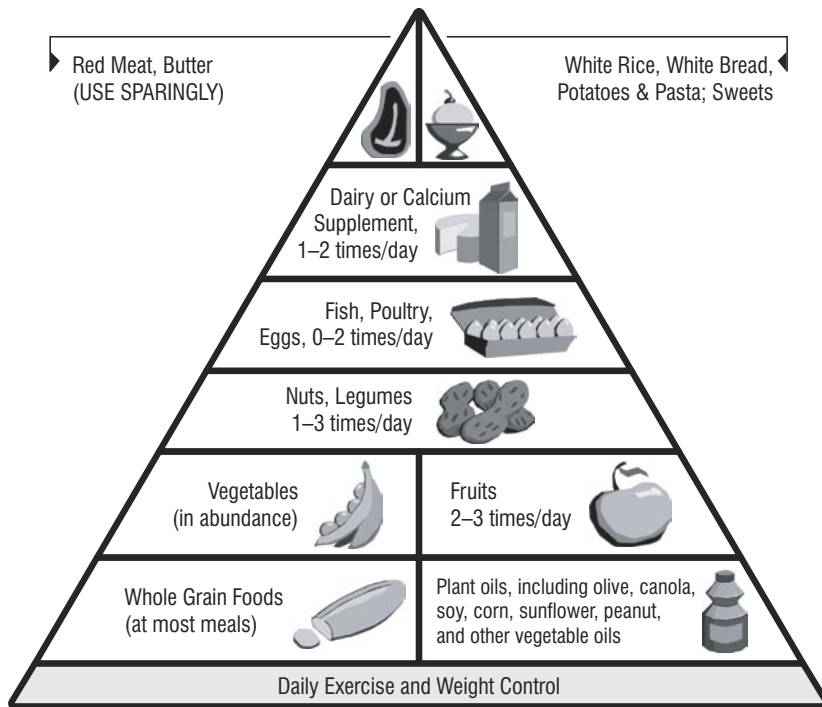 Red Meat, Butter
(USE SPARINGLY)
White Rice, White Bread,
Potatoes & Pasta; Sweets
Dairy or Calcium
Supplement,
1–2 times/day
Fish, Poultry,
Eggs, 0–2 times/day
Nuts, Legumes
1–3 times/day
Vegetables
(in abundance)
Fruits
2–3 times/day
Whole Grain Foods
(at most meals)
Plant oils, including olive, canola,
soy, corn, sunflower, peanut,
and other vegetable oils
Daily Exercise and Weight Control